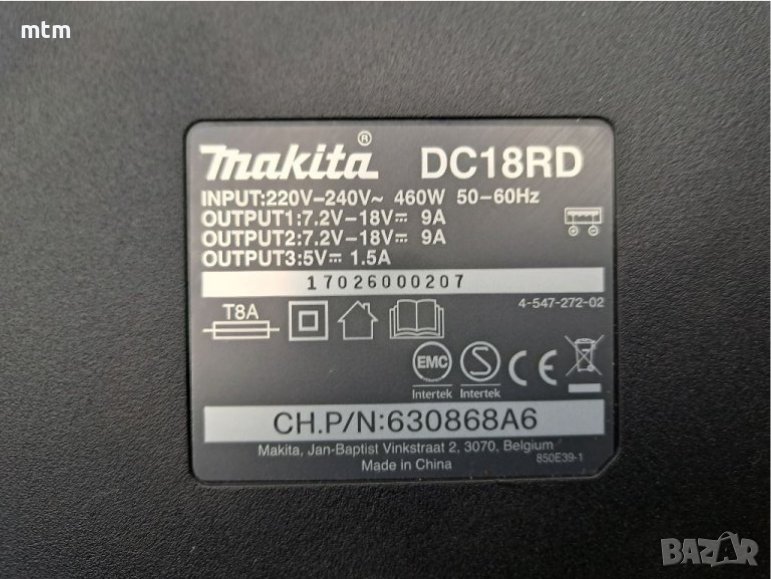 mtm
makita® DC18RD
INPUT:220V–240V~ 460W 50–60Hz
OUTPUT1:7.2V–18V⎓ 9A
OUTPUT2:7.2V–18V⎓ 9A
OUTPUT3:5V⎓ 1.5A
17026000207
4-547-272-02
T8A
EMC S CE
Intertek Intertek
CH.P/N:630868A6
Makita, Jan-Baptist Vinkstraat 2, 3070, Belgium
Made in China 850E39-1
BAZAR